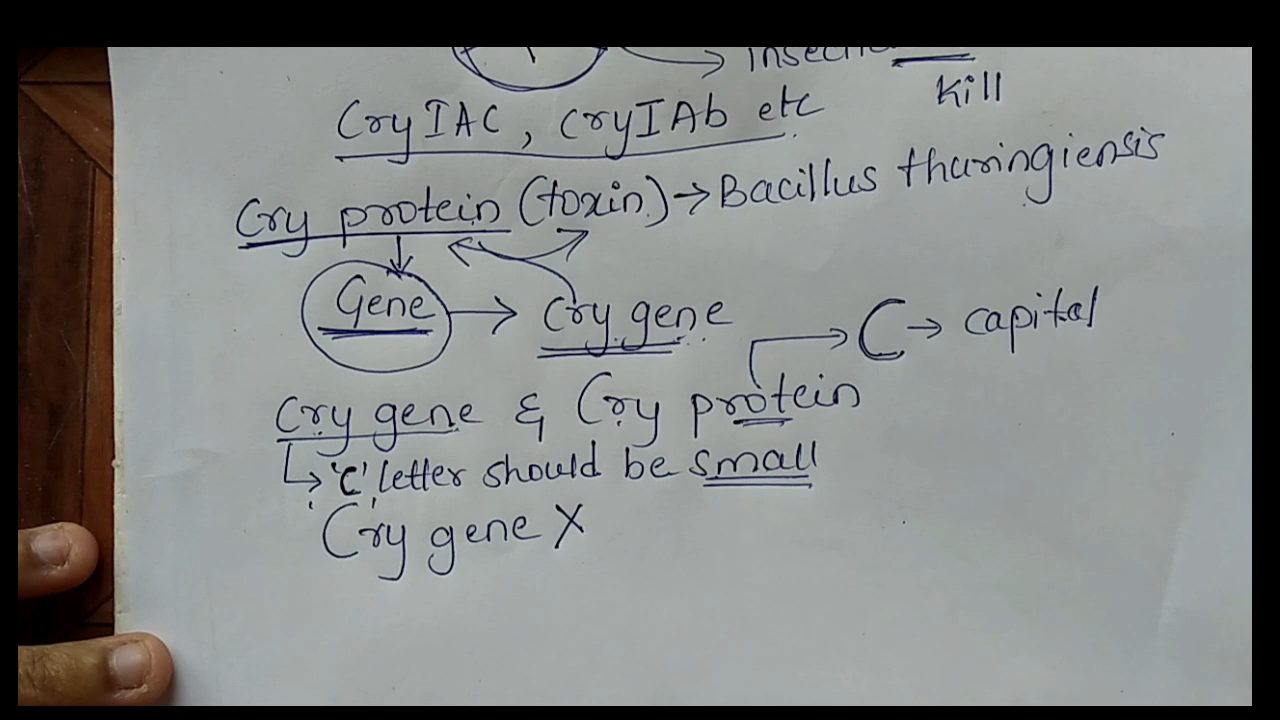 kill
CryIAC, cryIAb etc
Cry protein (toxin) → Bacillus thuringiensis
Gene → cry gene
C → capital
cry gene & Cry protein
↳ 'c' letter should be small
'Cry gene X